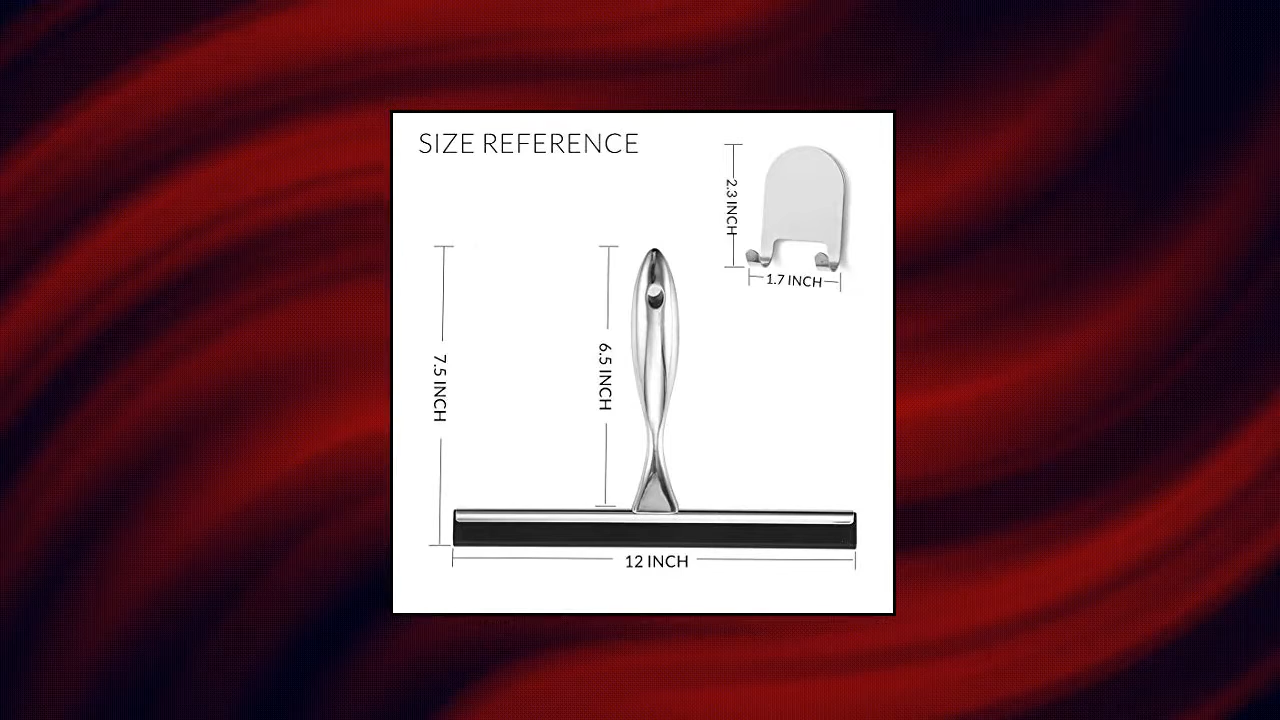 SIZE REFERENCE
2.3 INCH
1.7 INCH
7.5 INCH
6.5 INCH
12 INCH